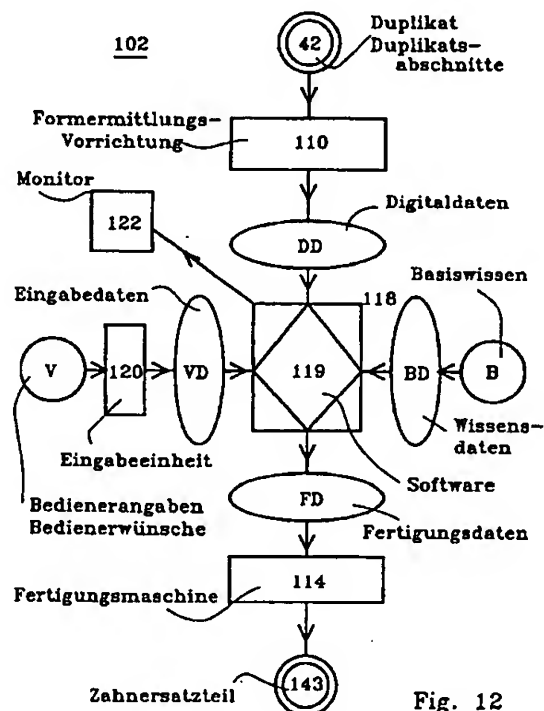 102
42
Duplikat
Duplikats-
abschnitte
Formermittlungs-
Vorrichtung
110
Monitor
122
Digitaldaten
DD
Eingabedaten
118
Basiswissen
V
120
VD
119
BD
B
Eingabeeinheit
Wissens-
daten
Software
Bedienerangaben
Bedienerwünsche
FD
Fertigungsdaten
114
Fertigungsmaschine
Zahnersatzteil
143
Fig. 12